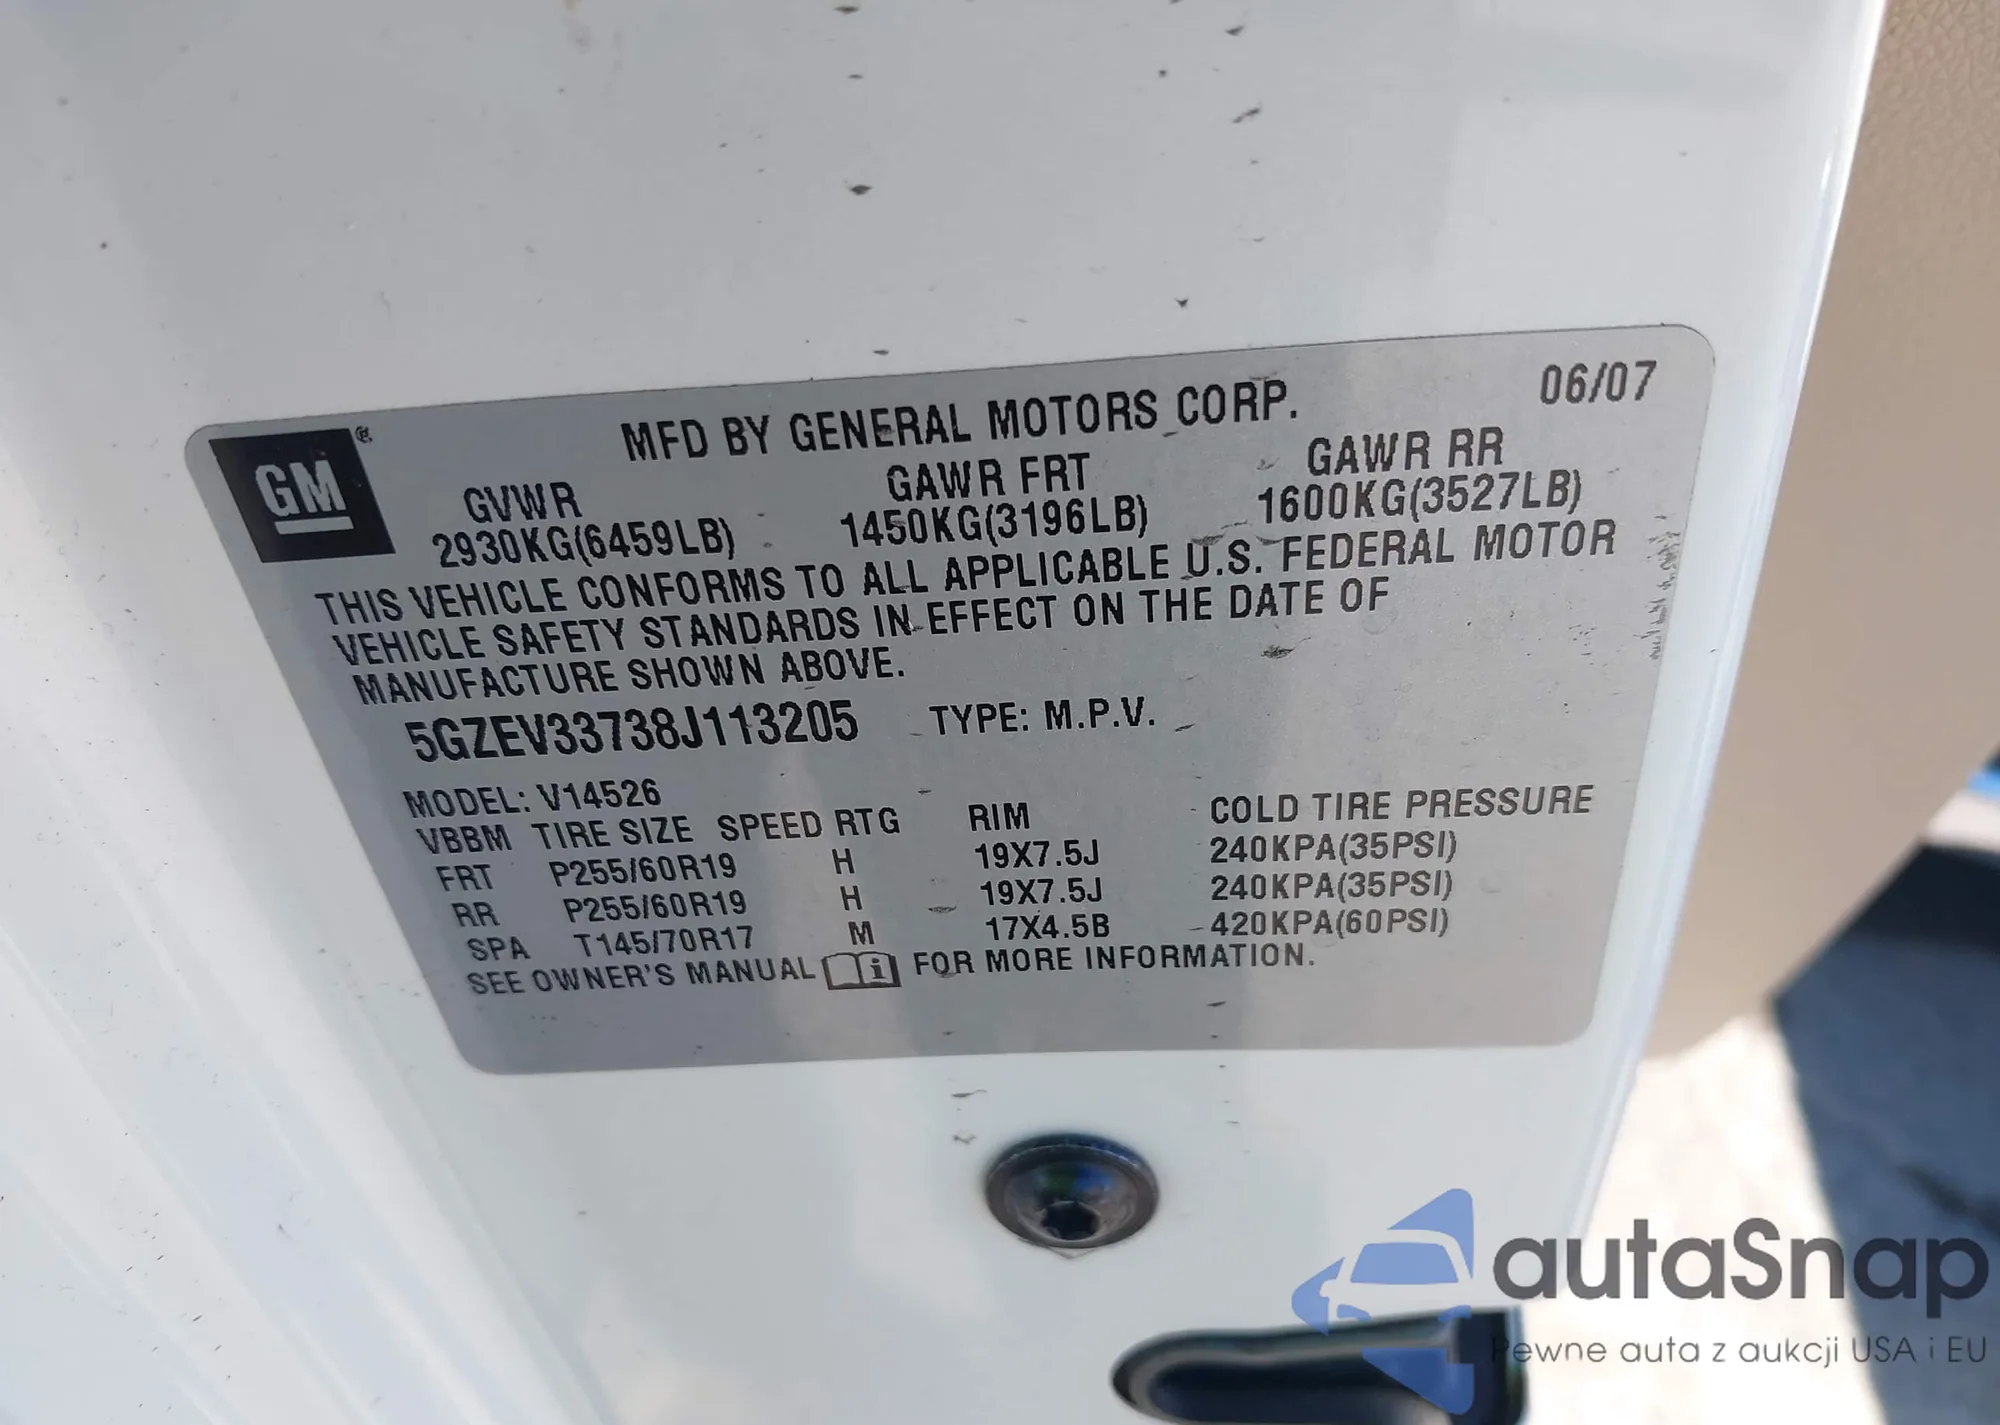 MFD BY GENERAL MOTORS CORP. 06/07
GM®
GVWR GAWR FRT GAWR RR
2930KG(6459LB) 1450KG(3196LB) 1600KG(3527LB)
THIS VEHICLE CONFORMS TO ALL APPLICABLE U.S. FEDERAL MOTOR
VEHICLE SAFETY STANDARDS IN EFFECT ON THE DATE OF
MANUFACTURE SHOWN ABOVE.
5GZEV33738J113205 TYPE: M.P.V.
MODEL: V14526
VBBM TIRE SIZE SPEED RTG RIM COLD TIRE PRESSURE
FRT P255/60R19 H 19X7.5J 240KPA(35PSI)
RR P255/60R19 H 19X7.5J 240KPA(35PSI)
SPA T145/70R17 M 17X4.5B 420KPA(60PSI)
SEE OWNER'S MANUAL i FOR MORE INFORMATION.
autaSnap
Pewne auta z aukcji USA i EU